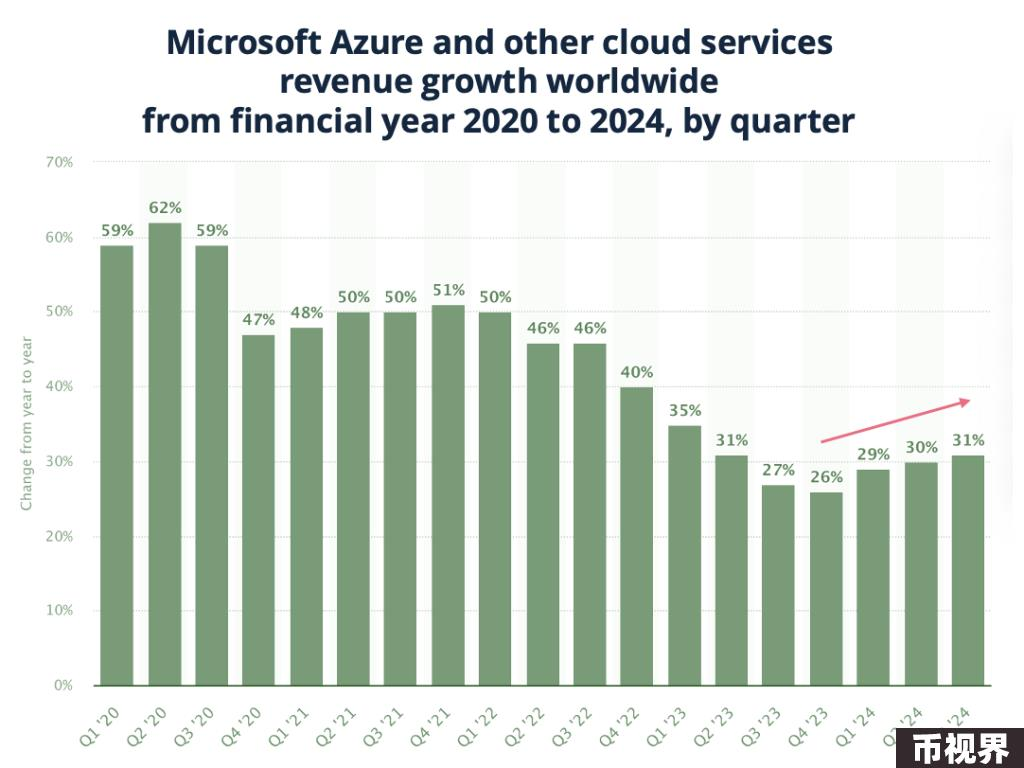 Microsoft Azure and other cloud services
revenue growth worldwide
from financial year 2020 to 2024, by quarter
Change from year to year
70%
60%
50%
40%
30%
20%
10%
0%
59%
62%
59%
47%
48%
50%
50%
51%
50%
46%
46%
40%
35%
31%
27%
26%
29%
30%
31%
Q1 '20
Q2 '20
Q3 '20
Q4 '20
Q1 '21
Q2 '21
Q3 '21
Q4 '21
Q1 '22
Q2 '22
Q3 '22
Q4 '22
Q1 '23
Q2 '23
Q3 '23
Q4 '23
Q1 '24
'24
'24
币视界